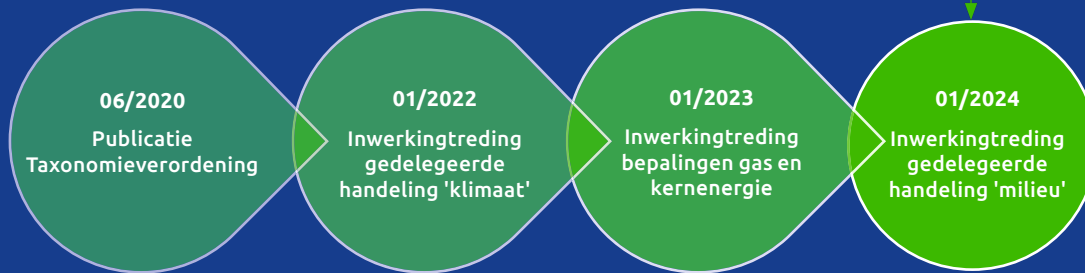 06/2020
Publicatie
Taxonomieverordening
01/2022
Inwerkingtreding
gedelegeerde
handeling 'klimaat'
01/2023
Inwerkingtreding
bepalingen gas en
kernenergie
01/2024
Inwerkingtreding
gedelegeerde
handeling 'milieu'